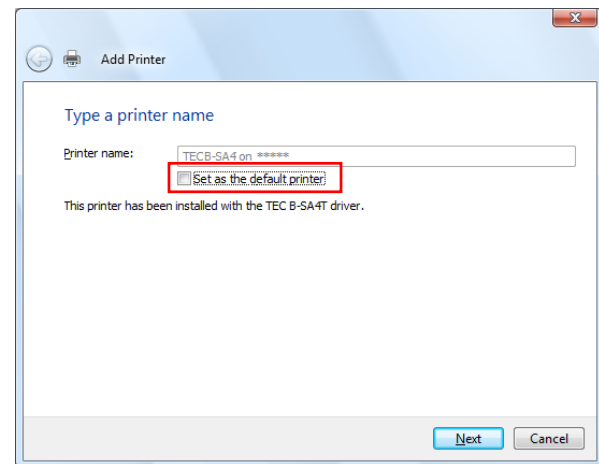 Add Printer
Type a printer name
Printer name: TECB-SA4 on *****
Set as the default printer
This printer has been installed with the TEC B-SA4T driver.
Next Cancel